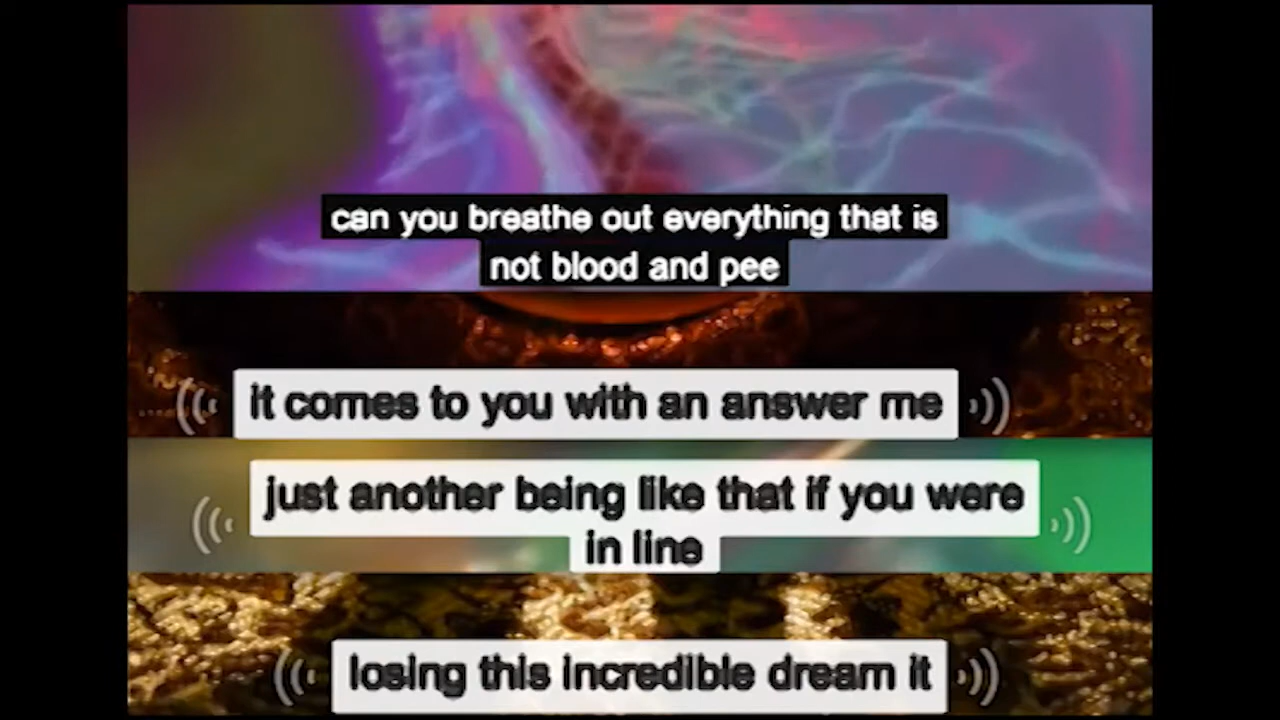 can you breathe out everything that is
not blood and pee
it comes to you with an answer me
just another being like that if you were
in line
losing this incredible dream it